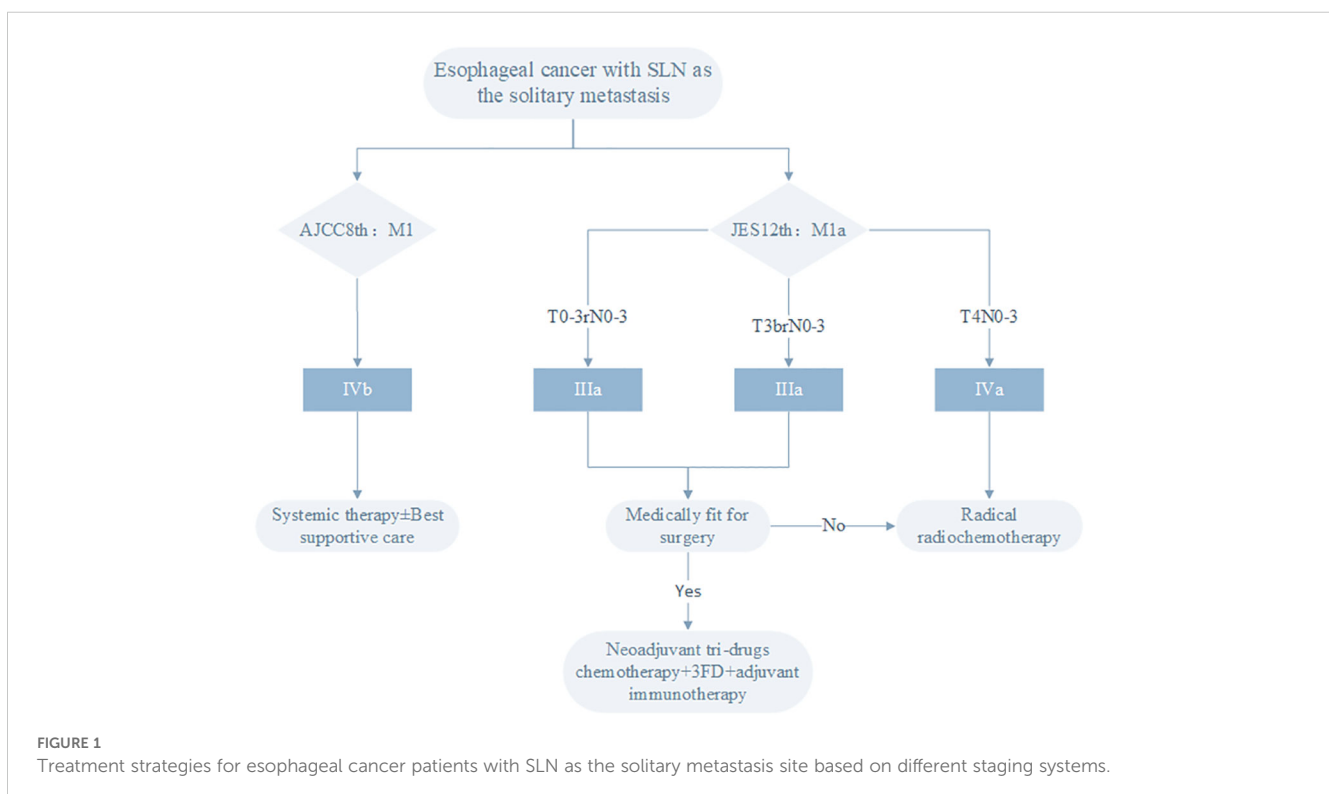 Esophageal cancer with SLN as
the solitary metastasis
AJCC8th：M1
JES12th：M1a
T0-3rN0-3
T3brN0-3
T4N0-3
IVb
IIIa
IIIa
IVa
Systemic therapy±Best
supportive care
Medically fit for
surgery
No
Radical
radiochemotherapy
Yes
Neoadjuvant tri-drugs
chemotherapy+3FD+adjuvant
immunotherapy
FIGURE 1
Treatment strategies for esophageal cancer patients with SLN as the solitary metastasis site based on different staging systems.